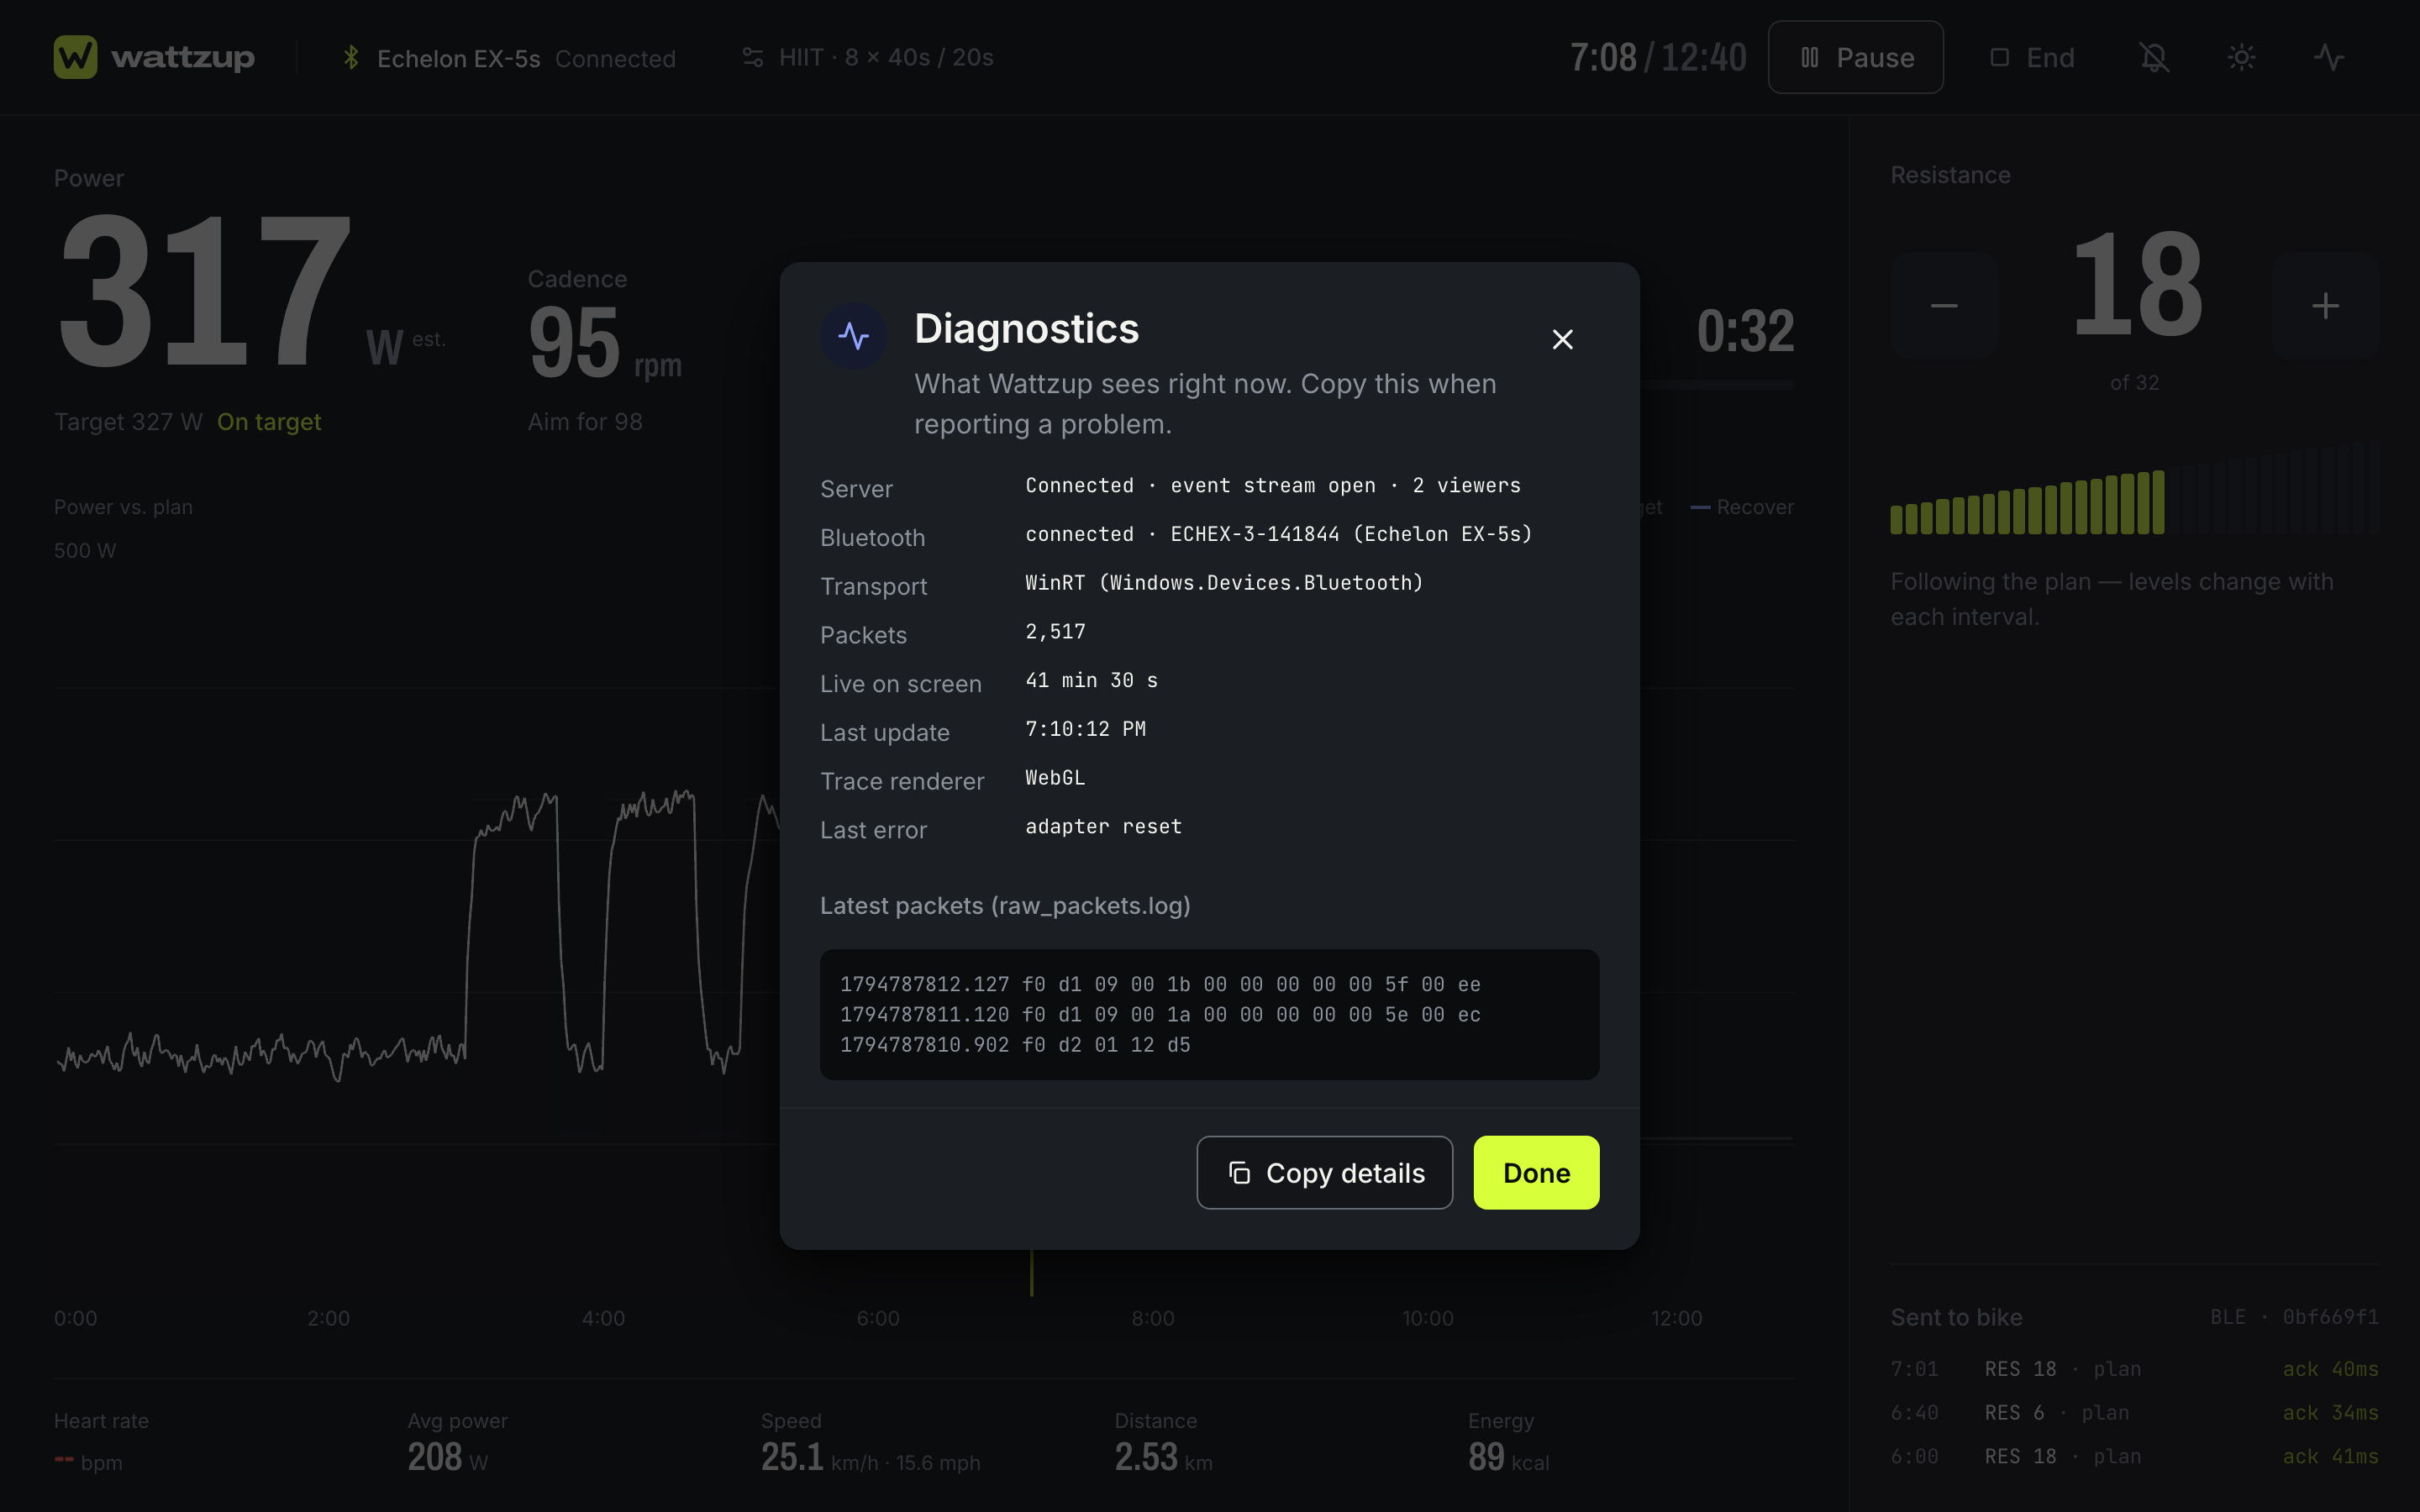 wattzup
Echelon EX-5s Connected
HIIT · 8 × 40s / 20s
7:08 / 12:40
Pause
End
Power
317 W est.
Target 327 W On target
Cadence
95 rpm
Aim for 98
0:32
Power vs. plan
get
Recover
500 W
Diagnostics
What Wattzup sees right now. Copy this when
reporting a problem.
Server Connected · event stream open · 2 viewers
Bluetooth connected · ECHEX-3-141844 (Echelon EX-5s)
Transport WinRT (Windows.Devices.Bluetooth)
Packets 2,517
Live on screen 41 min 30 s
Last update 7:10:12 PM
Trace renderer WebGL
Last error adapter reset
Latest packets (raw_packets.log)
1794787812.127 f0 d1 09 00 1b 00 00 00 00 00 5f 00 ee
1794787811.120 f0 d1 09 00 1a 00 00 00 00 00 5e 00 ec
1794787810.902 f0 d2 01 12 d5
Copy details
Done
0:00 2:00 4:00 6:00 8:00 10:00 12:00
Heart rate
-- bpm
Avg power
208 W
Speed
25.1 km/h · 15.6 mph
Distance
2.53 km
Energy
89 kcal
Resistance
− 18 +
of 32
Following the plan — levels change with
each interval.
Sent to bike BLE · 0bf669f1
7:01 RES 18 · plan ack 40ms
6:40 RES 6 · plan ack 34ms
6:00 RES 18 · plan ack 41ms